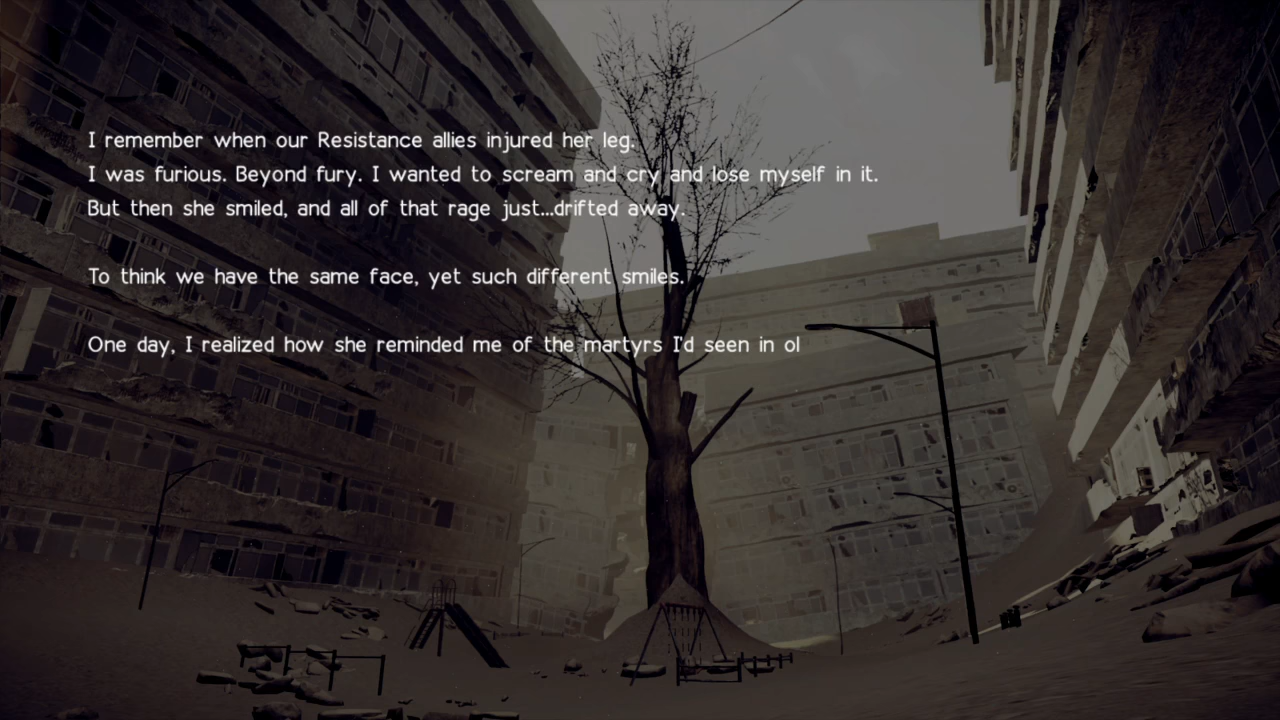 I remember when our Resistance allies injured her leg.
I was furious. Beyond fury. I wanted to scream and cry and lose myself in it.
But then she smiled, and all of that rage just...drifted away.
To think we have the same face, yet such different smiles.
One day, I realized how she reminded me of the martyrs I'd seen in ol